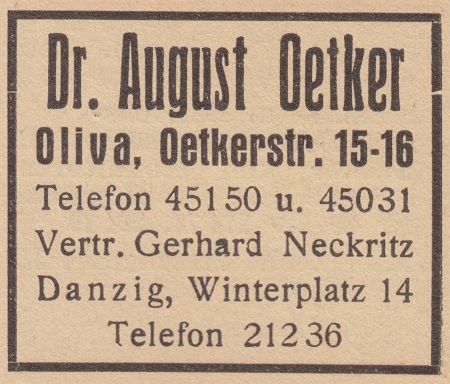 Dr. August Oetker
Oliva, Oetkerstr. 15-16
Telefon 45150 u. 45031
Vertr. Gerhard Neckritz
Danzig, Winterplatz 14
Telefon 21236